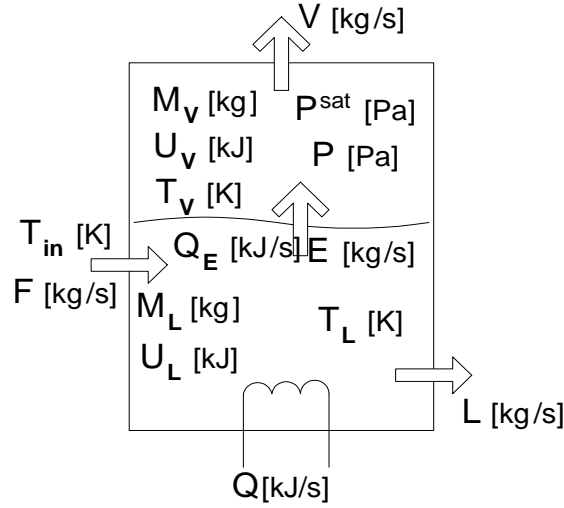 V [kg/s]
M_V [kg]
P^sat [Pa]
U_V [kJ]
P [Pa]
T_V [K]
T_in [K]
Q_E [kJ/s]
E [kg/s]
F [kg/s]
M_L [kg]
T_L [K]
U_L [kJ]
L [kg/s]
Q[kJ/s]